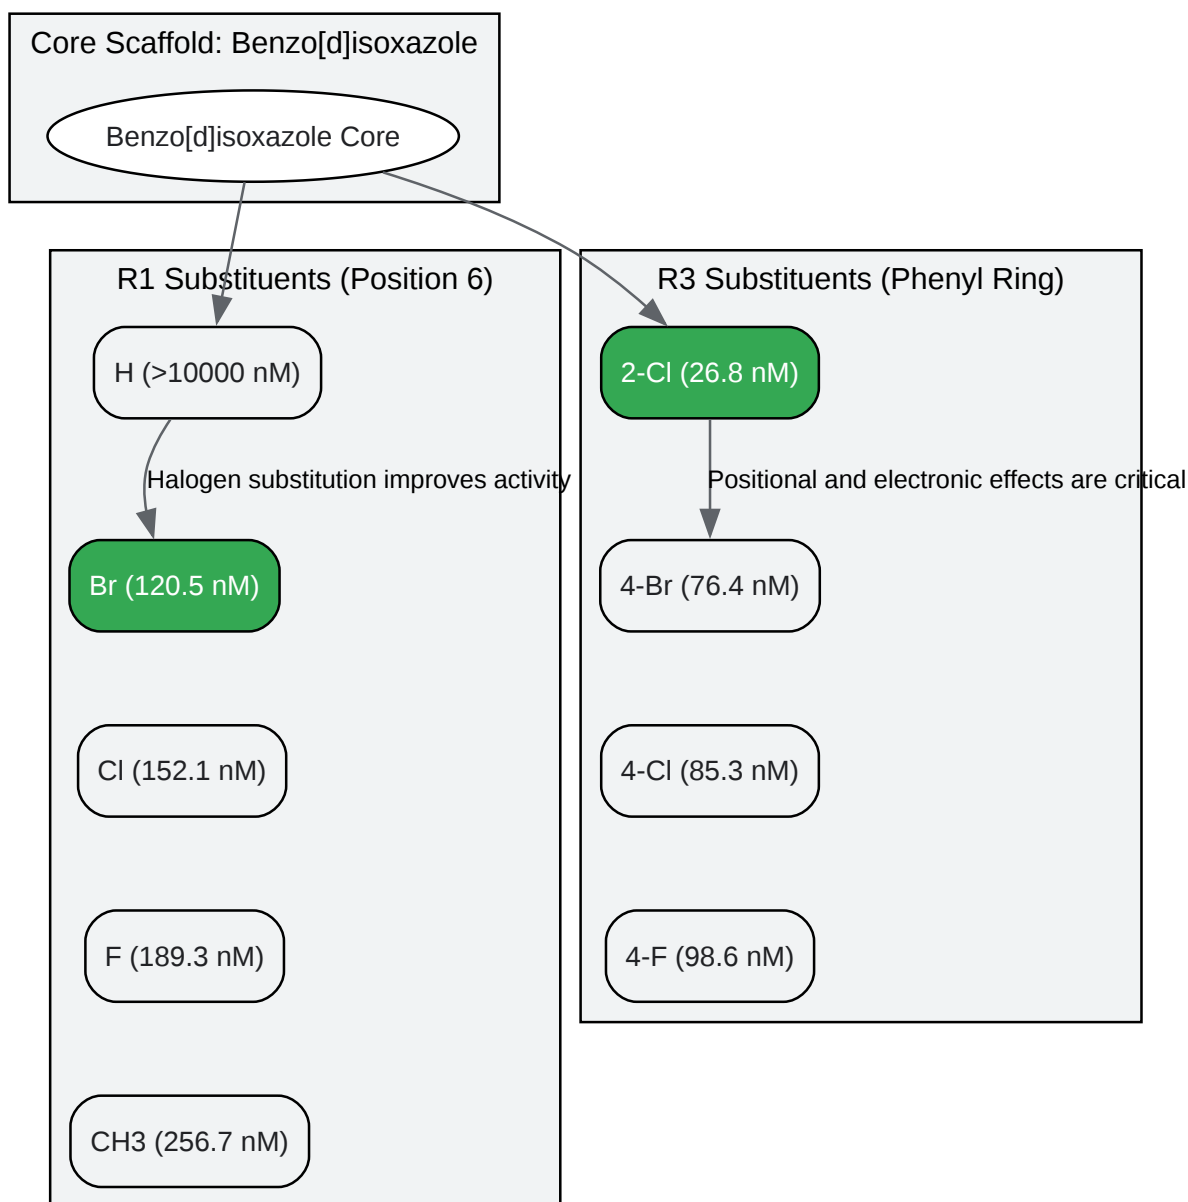 Core Scaffold: Benzo[d]isoxazole
Benzo[d]isoxazole Core
R1 Substituents (Position 6)
H (>10000 nM)
Halogen substitution improves activity
Br (120.5 nM)
Cl (152.1 nM)
F (189.3 nM)
CH3 (256.7 nM)
R3 Substituents (Phenyl Ring)
2-Cl (26.8 nM)
Positional and electronic effects are critical
4-Br (76.4 nM)
4-Cl (85.3 nM)
4-F (98.6 nM)